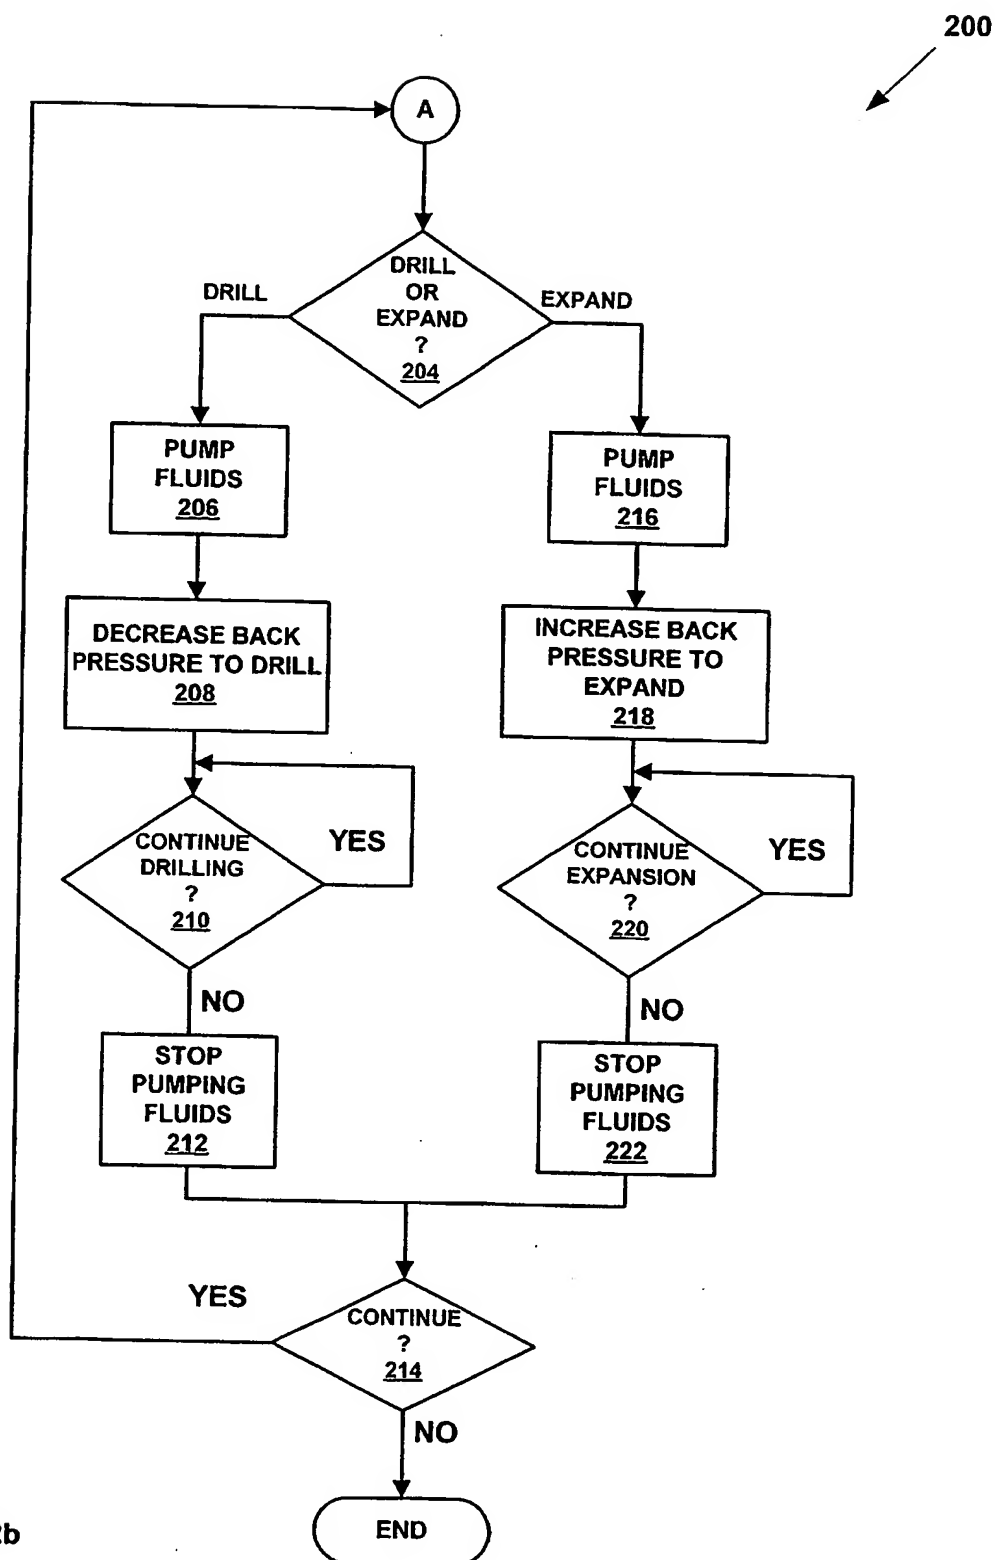 200
A
DRILL
OR
EXPAND
?
204
DRILL
EXPAND
PUMP
FLUIDS
206
PUMP
FLUIDS
216
DECREASE BACK
PRESSURE TO DRILL
208
INCREASE BACK
PRESSURE TO
EXPAND
218
CONTINUE
DRILLING
?
210
YES
CONTINUE
EXPANSION
?
220
YES
NO
NO
STOP
PUMPING
FLUIDS
212
STOP
PUMPING
FLUIDS
222
YES
CONTINUE
?
214
NO
END